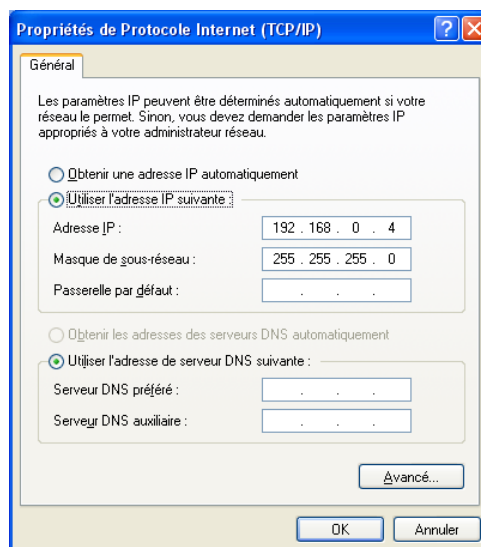 Propriétés de Protocole Internet (TCP/IP)
Général
Les paramètres IP peuvent être déterminés automatiquement si votre
réseau le permet. Sinon, vous devez demander les paramètres IP
appropriés à votre administrateur réseau.
Obtenir une adresse IP automatiquement
Utiliser l'adresse IP suivante :
Adresse IP : 192 . 168 . 0 . 4
Masque de sous-réseau : 255 . 255 . 255 . 0
Passerelle par défaut : . . .
Obtenir les adresses des serveurs DNS automatiquement
Utiliser l'adresse de serveur DNS suivante :
Serveur DNS préféré : . . .
Serveur DNS auxiliaire : . . .
Avancé...
OK Annuler